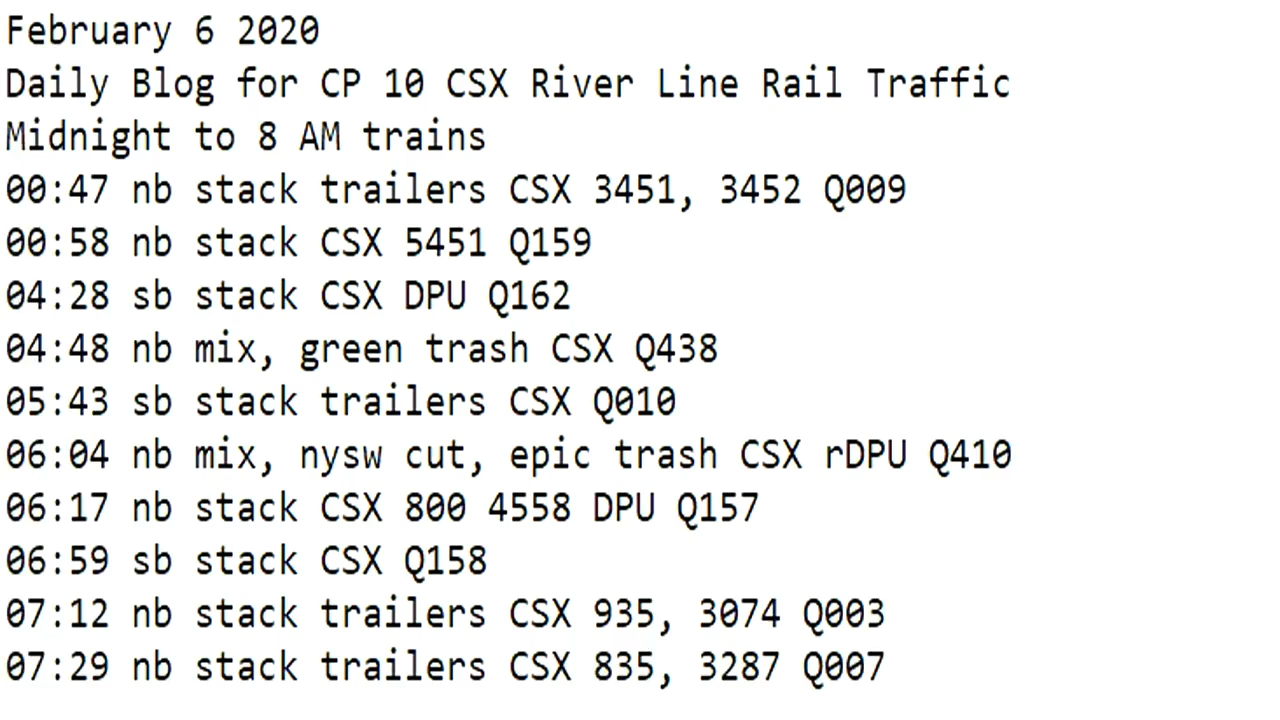 February 6 2020
Daily Blog for CP 10 CSX River Line Rail Traffic
Midnight to 8 AM trains
00:47 nb stack trailers CSX 3451, 3452 Q009
00:58 nb stack CSX 5451 Q159
04:28 sb stack CSX DPU Q162
04:48 nb mix, green trash CSX Q438
05:43 sb stack trailers CSX Q010
06:04 nb mix, nysw cut, epic trash CSX rDPU Q410
06:17 nb stack CSX 800 4558 DPU Q157
06:59 sb stack CSX Q158
07:12 nb stack trailers CSX 935, 3074 Q003
07:29 nb stack trailers CSX 835, 3287 Q007